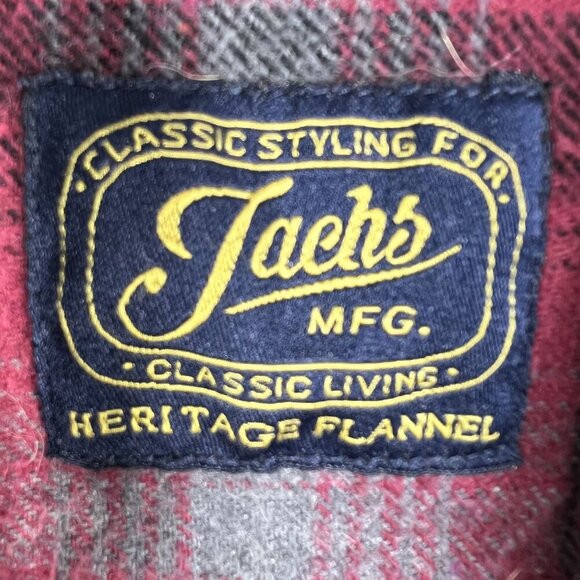 ·CLASSIC STYLING FOR·
Jachs
MFG.
·CLASSIC LIVING·
HERITAGE FLANNEL